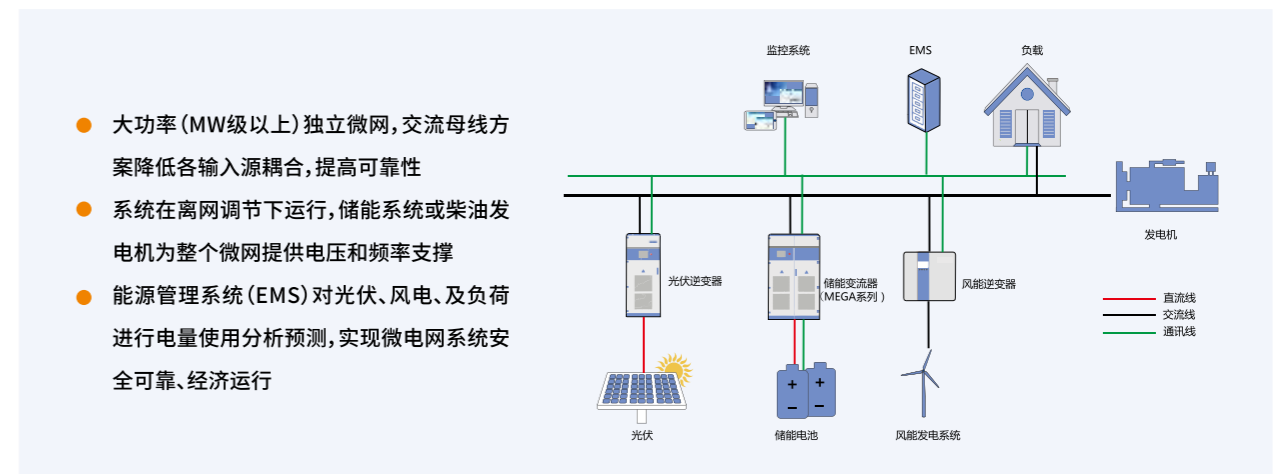 大功率(MW级以上)独立微网,交流母线方
案降低各输入源耦合,提高可靠性
系统在离网调节下运行,储能系统或柴油发
电机为整个微网提供电压和频率支撑
能源管理系统(EMS)对光伏、风电、及负荷
进行电量使用分析预测,实现微电网系统安
全可靠、经济运行
监控系统
EMS
负载
发电机
光伏逆变器
储能变流器
(MEGA系列)
风能逆变器
直流线
交流线
通讯线
光伏
储能电池
风能发电系统